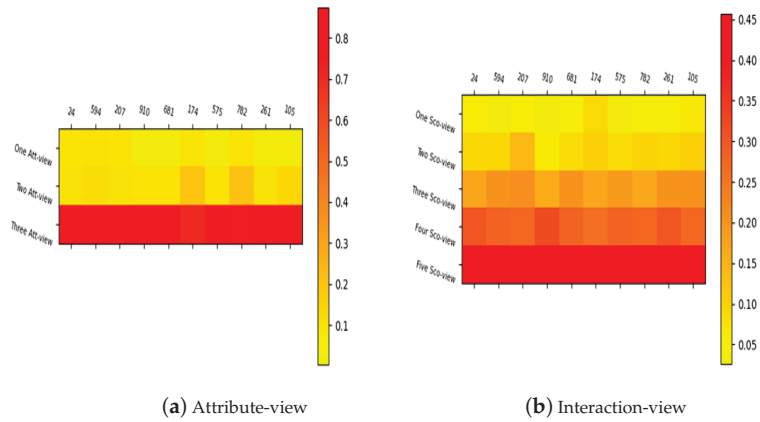 24 594 207 910 681 174 575 782 261 105
One Att-view
Two Att-view
Three Att-view
0.8
0.7
0.6
0.5
0.4
0.3
0.2
0.1
(a) Attribute-view
24 594 207 910 681 174 575 782 261 105
One Sco-view
Two Sco-view
Three Sco-view
Four Sco-view
Five Sco-view
0.45
0.40
0.35
0.30
0.25
0.20
0.15
0.10
0.05
(b) Interaction-view